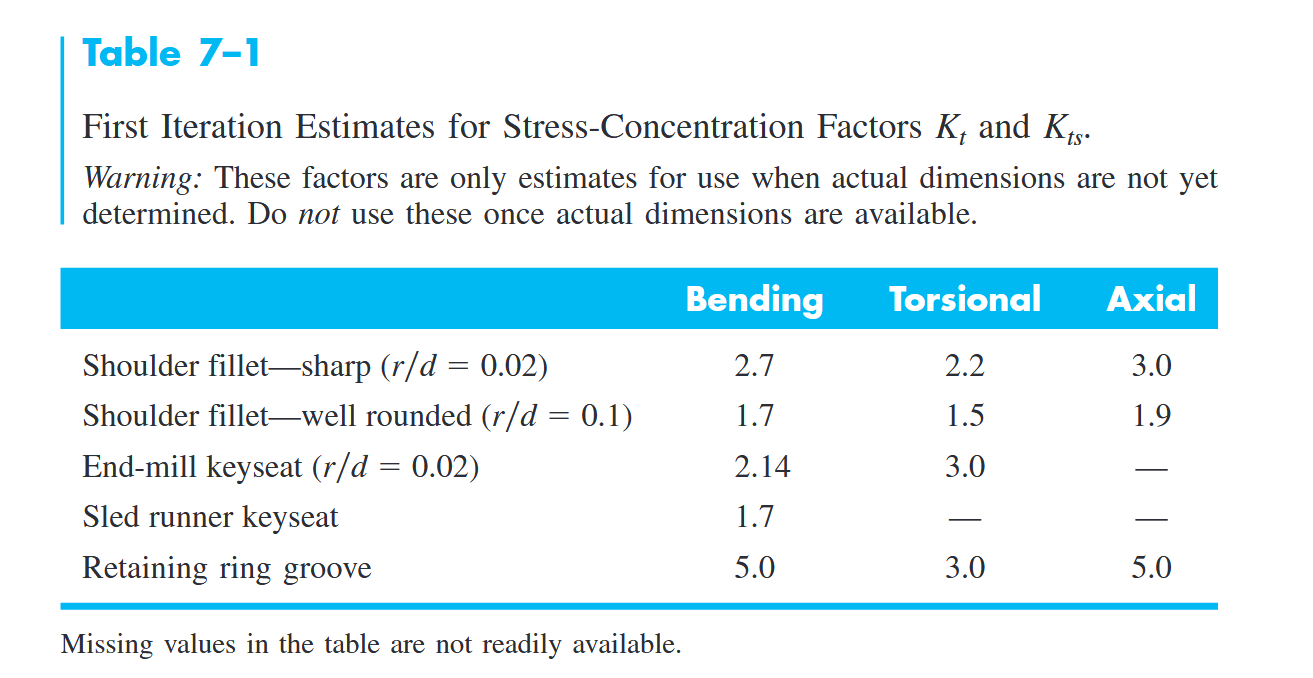 Table 7–1
First Iteration Estimates for Stress-Concentration Factors Kt and Kts.
Warning: These factors are only estimates for use when actual dimensions are not yet
determined. Do not use these once actual dimensions are available.
Bending Torsional Axial
Shoulder fillet—sharp (r/d = 0.02) 2.7 2.2 3.0
Shoulder fillet—well rounded (r/d = 0.1) 1.7 1.5 1.9
End-mill keyseat (r/d = 0.02) 2.14 3.0 —
Sled runner keyseat 1.7 — —
Retaining ring groove 5.0 3.0 5.0
Missing values in the table are not readily available.